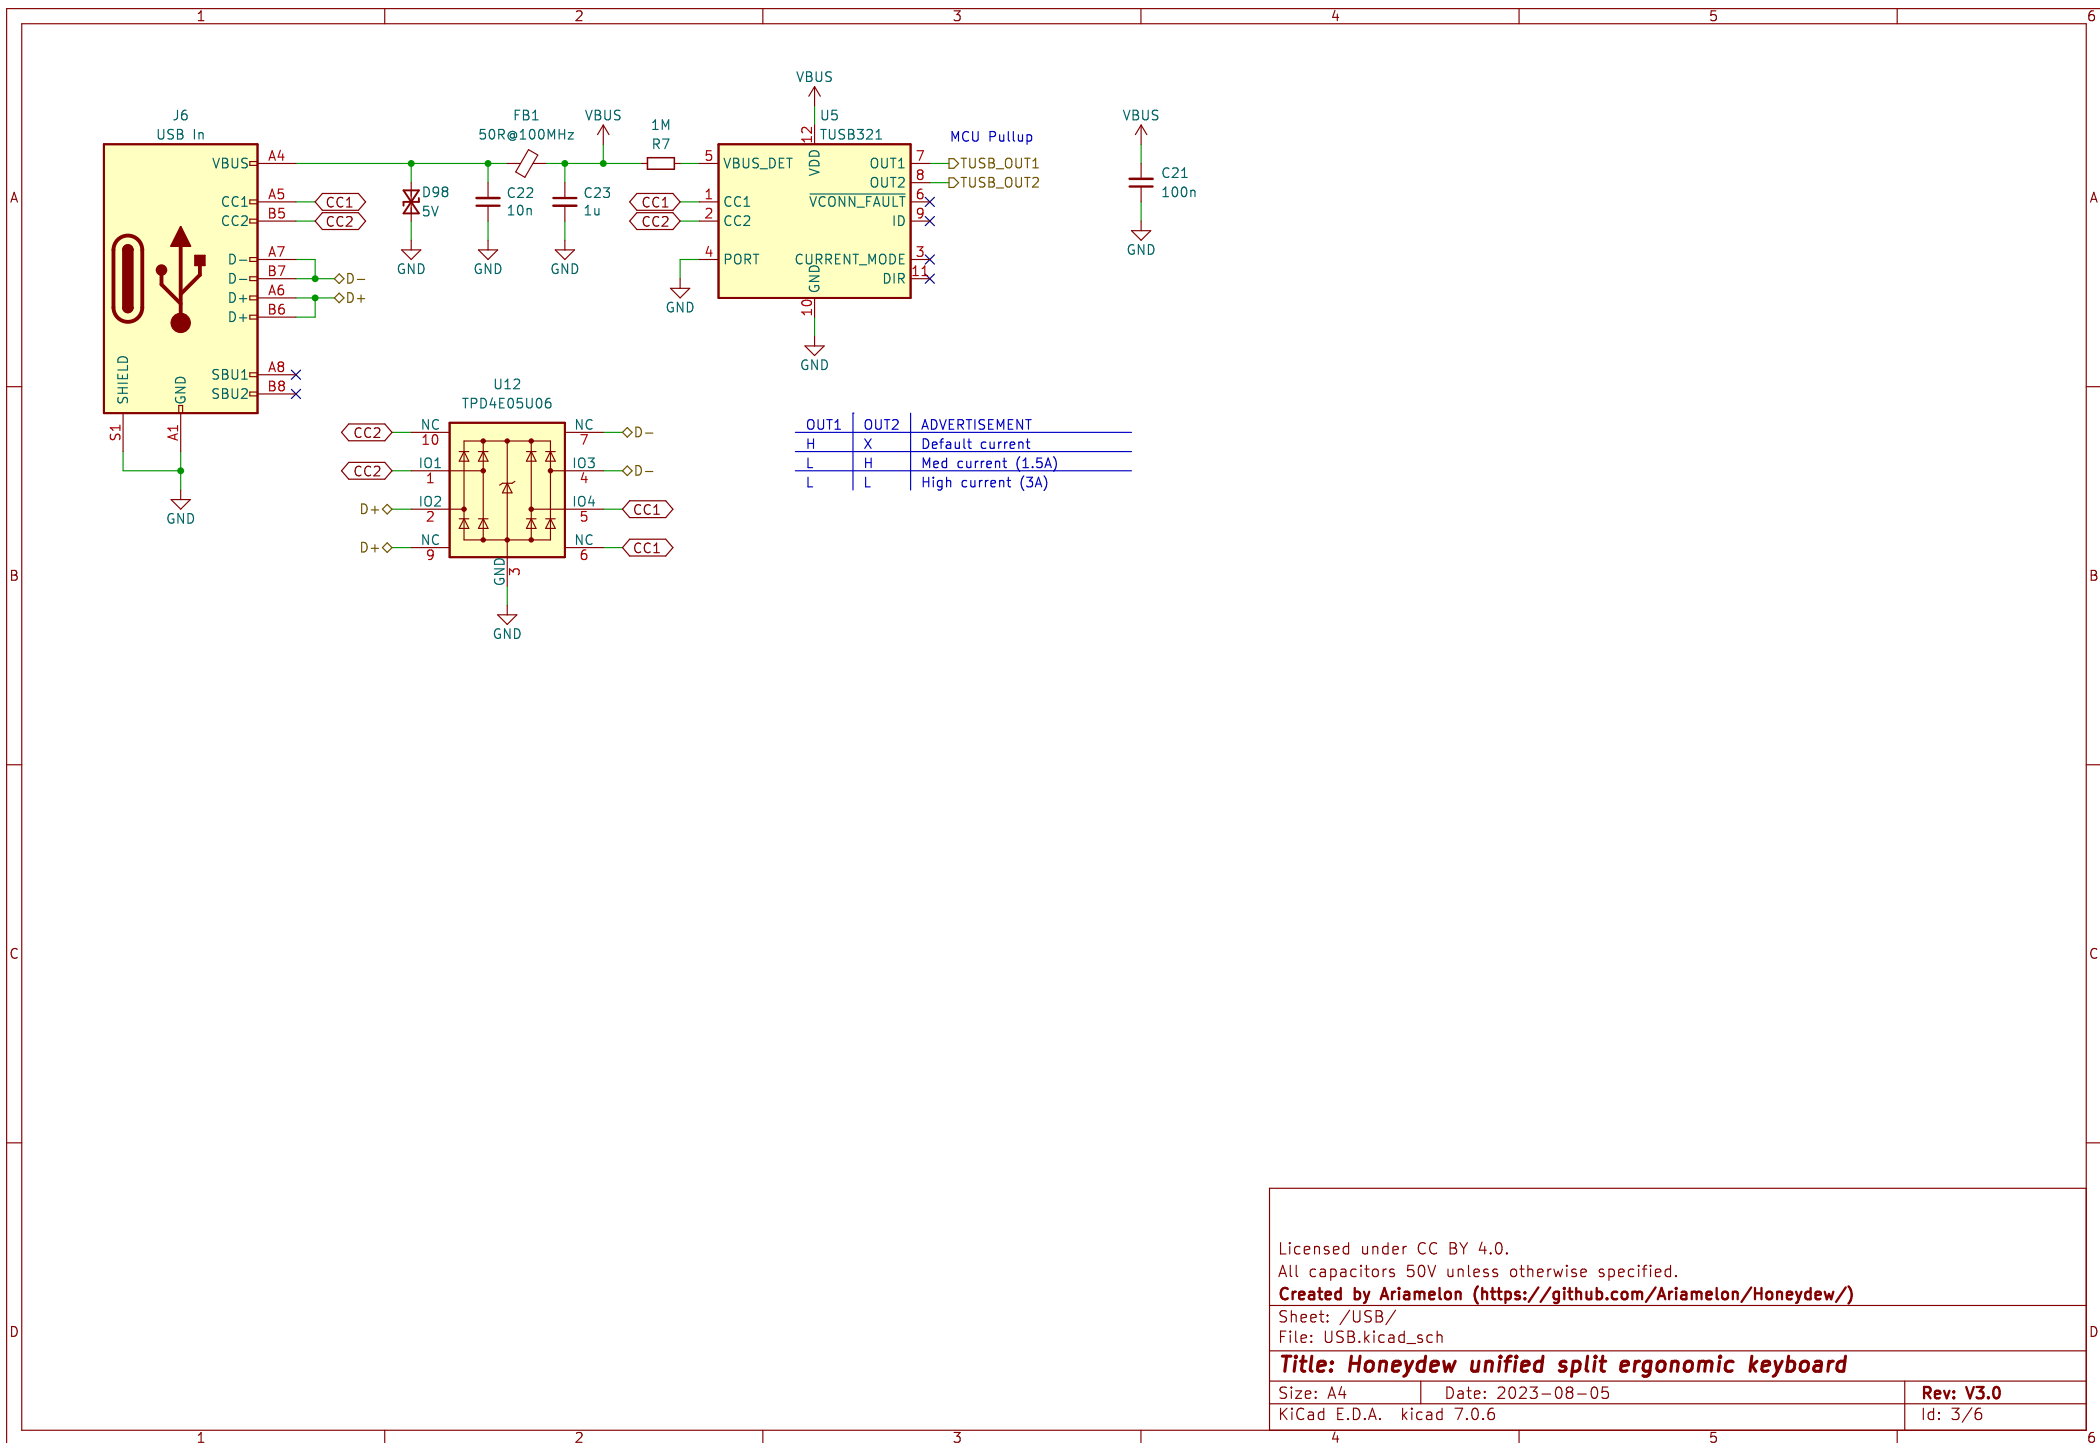 1 2 3 4 5 6
A A
B B
C C
D D
J6
USB In
VBUS A4
CC1 A5 CC1
CC2 B5 CC2
D- A7
D- B7 D-
D+ A6 D+
D+ B6
SBU1 A8
SBU2 B8
SHIELD GND
S1 A1
GND
D98
5V
GND
C22
10n
GND
FB1
50R@100MHz
C23
1u
GND
VBUS
1M
R7
VBUS
U5
TUSB321
12 VDD
5 VBUS_DET
1 CC1 CC1
2 CC2 CC2
4 PORT
GND
OUT1 7 TUSB_OUT1
OUT2 8 TUSB_OUT2
VCONN_FAULT 6
ID 9
CURRENT_MODE 3
DIR 11
GND 10
GND
MCU Pullup
VBUS
C21
100n
GND
U12
TPD4E05U06
CC2 NC 10
CC2 IO1 1
D+ IO2 2
D+ NC 9
NC 7 D-
IO3 4 D-
IO4 5 CC1
NC 6 CC1
GND 3
GND
OUT1 OUT2 ADVERTISEMENT
H X Default current
L H Med current (1.5A)
L L High current (3A)
Licensed under CC BY 4.0.
All capacitors 50V unless otherwise specified.
Created by Ariamelon (https://github.com/Ariamelon/Honeydew/)
Sheet: /USB/
File: USB.kicad_sch
Title: Honeydew unified split ergonomic keyboard
Size: A4 Date: 2023-08-05 Rev: V3.0
KiCad E.D.A. kicad 7.0.6 Id: 3/6
1 2 3 4 5 6